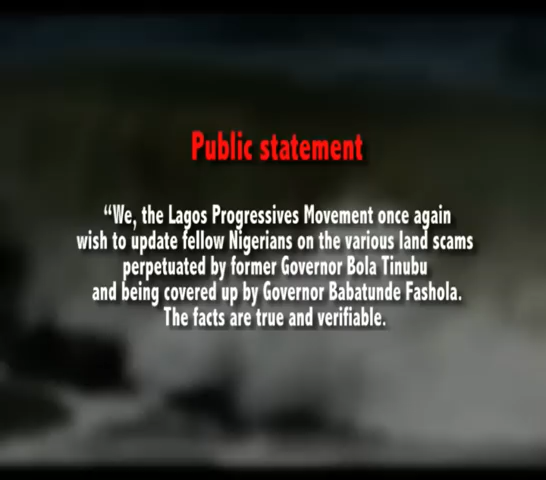 Public statement
“We, the Lagos Progressives Movement once again
wish to update fellow Nigerians on the various land scams
perpetuated by former Governor Bola Tinubu
and being covered up by Governor Babatunde Fashola.
The facts are true and verifiable.